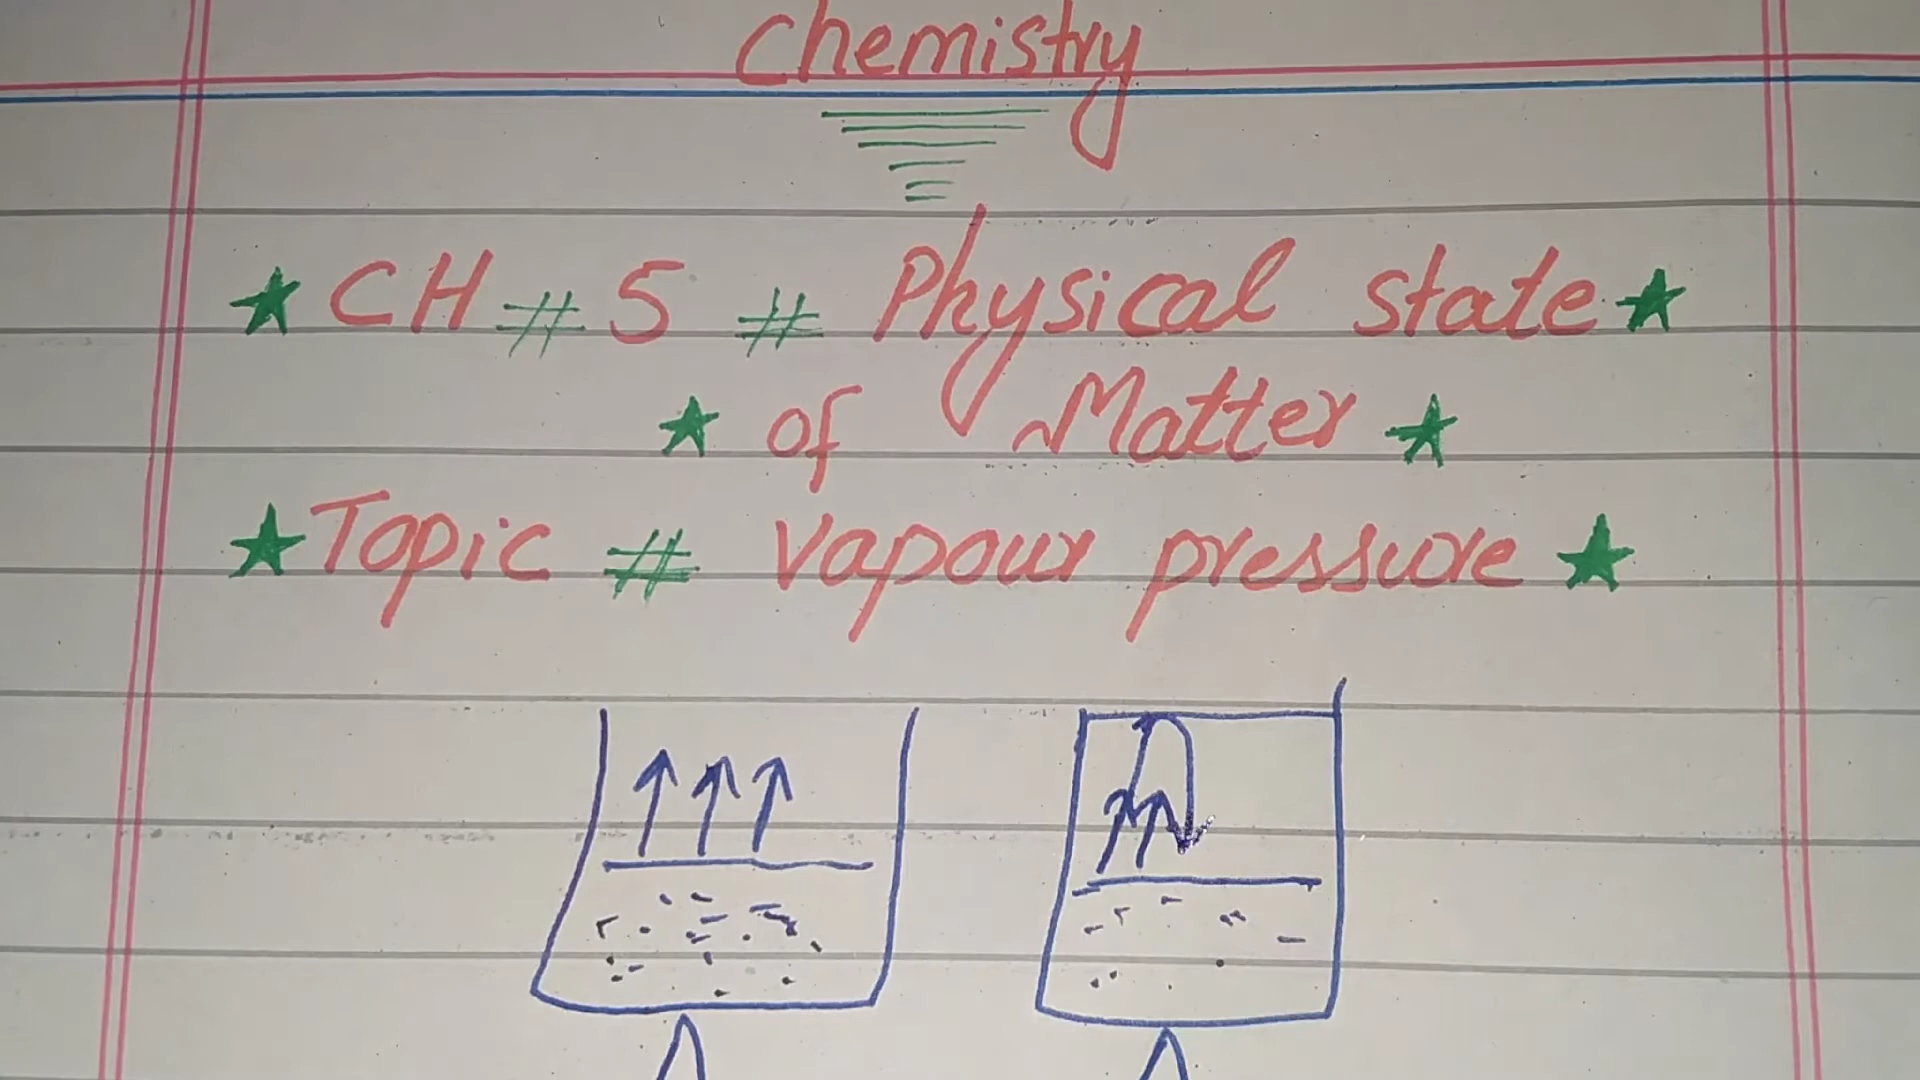 Chemistry
CH # 5 # Physical state
of Matter
Topic # Vapour pressure